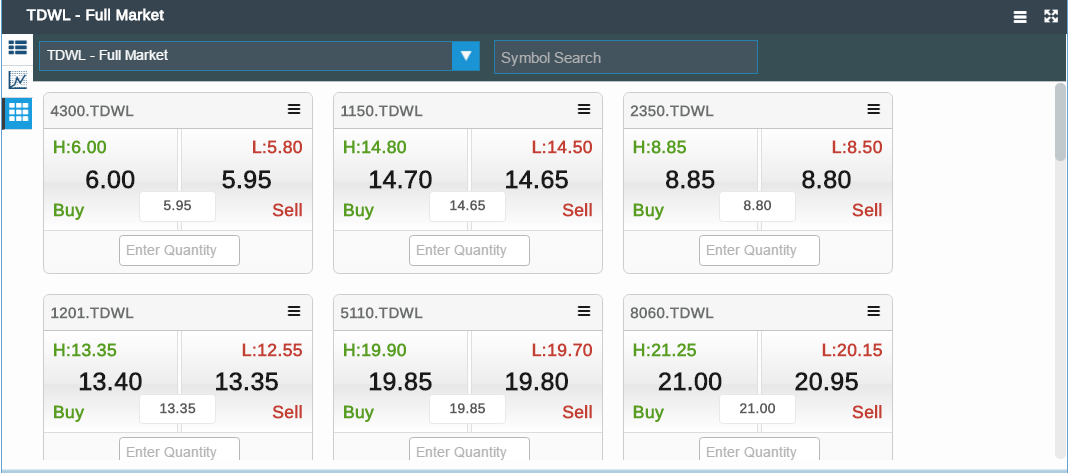 TDWL - Full Market
TDWL - Full Market
Symbol Search
4300.TDWL
H:6.00 L:5.80
6.00 5.95
5.95
Buy Sell
Enter Quantity
1150.TDWL
H:14.80 L:14.50
14.70 14.65
14.65
Buy Sell
Enter Quantity
2350.TDWL
H:8.85 L:8.50
8.85 8.80
8.80
Buy Sell
Enter Quantity
1201.TDWL
H:13.35 L:12.55
13.40 13.35
13.35
Buy Sell
Enter Quantity
5110.TDWL
H:19.90 L:19.70
19.85 19.80
19.85
Buy Sell
Enter Quantity
8060.TDWL
H:21.25 L:20.15
21.00 20.95
21.00
Buy Sell
Enter Quantity